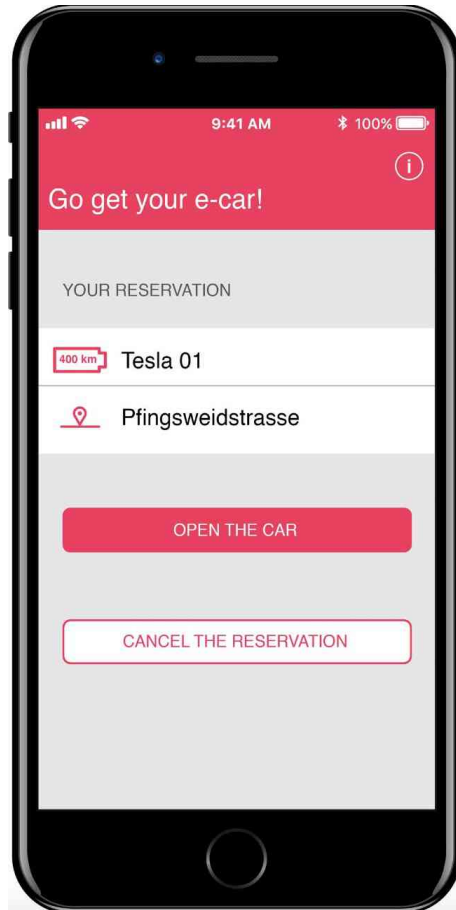 9:41 AM
100%
i
Go get your e-car!
YOUR RESERVATION
400 km
Tesla 01
Pfingsweidstrasse
OPEN THE CAR
CANCEL THE RESERVATION